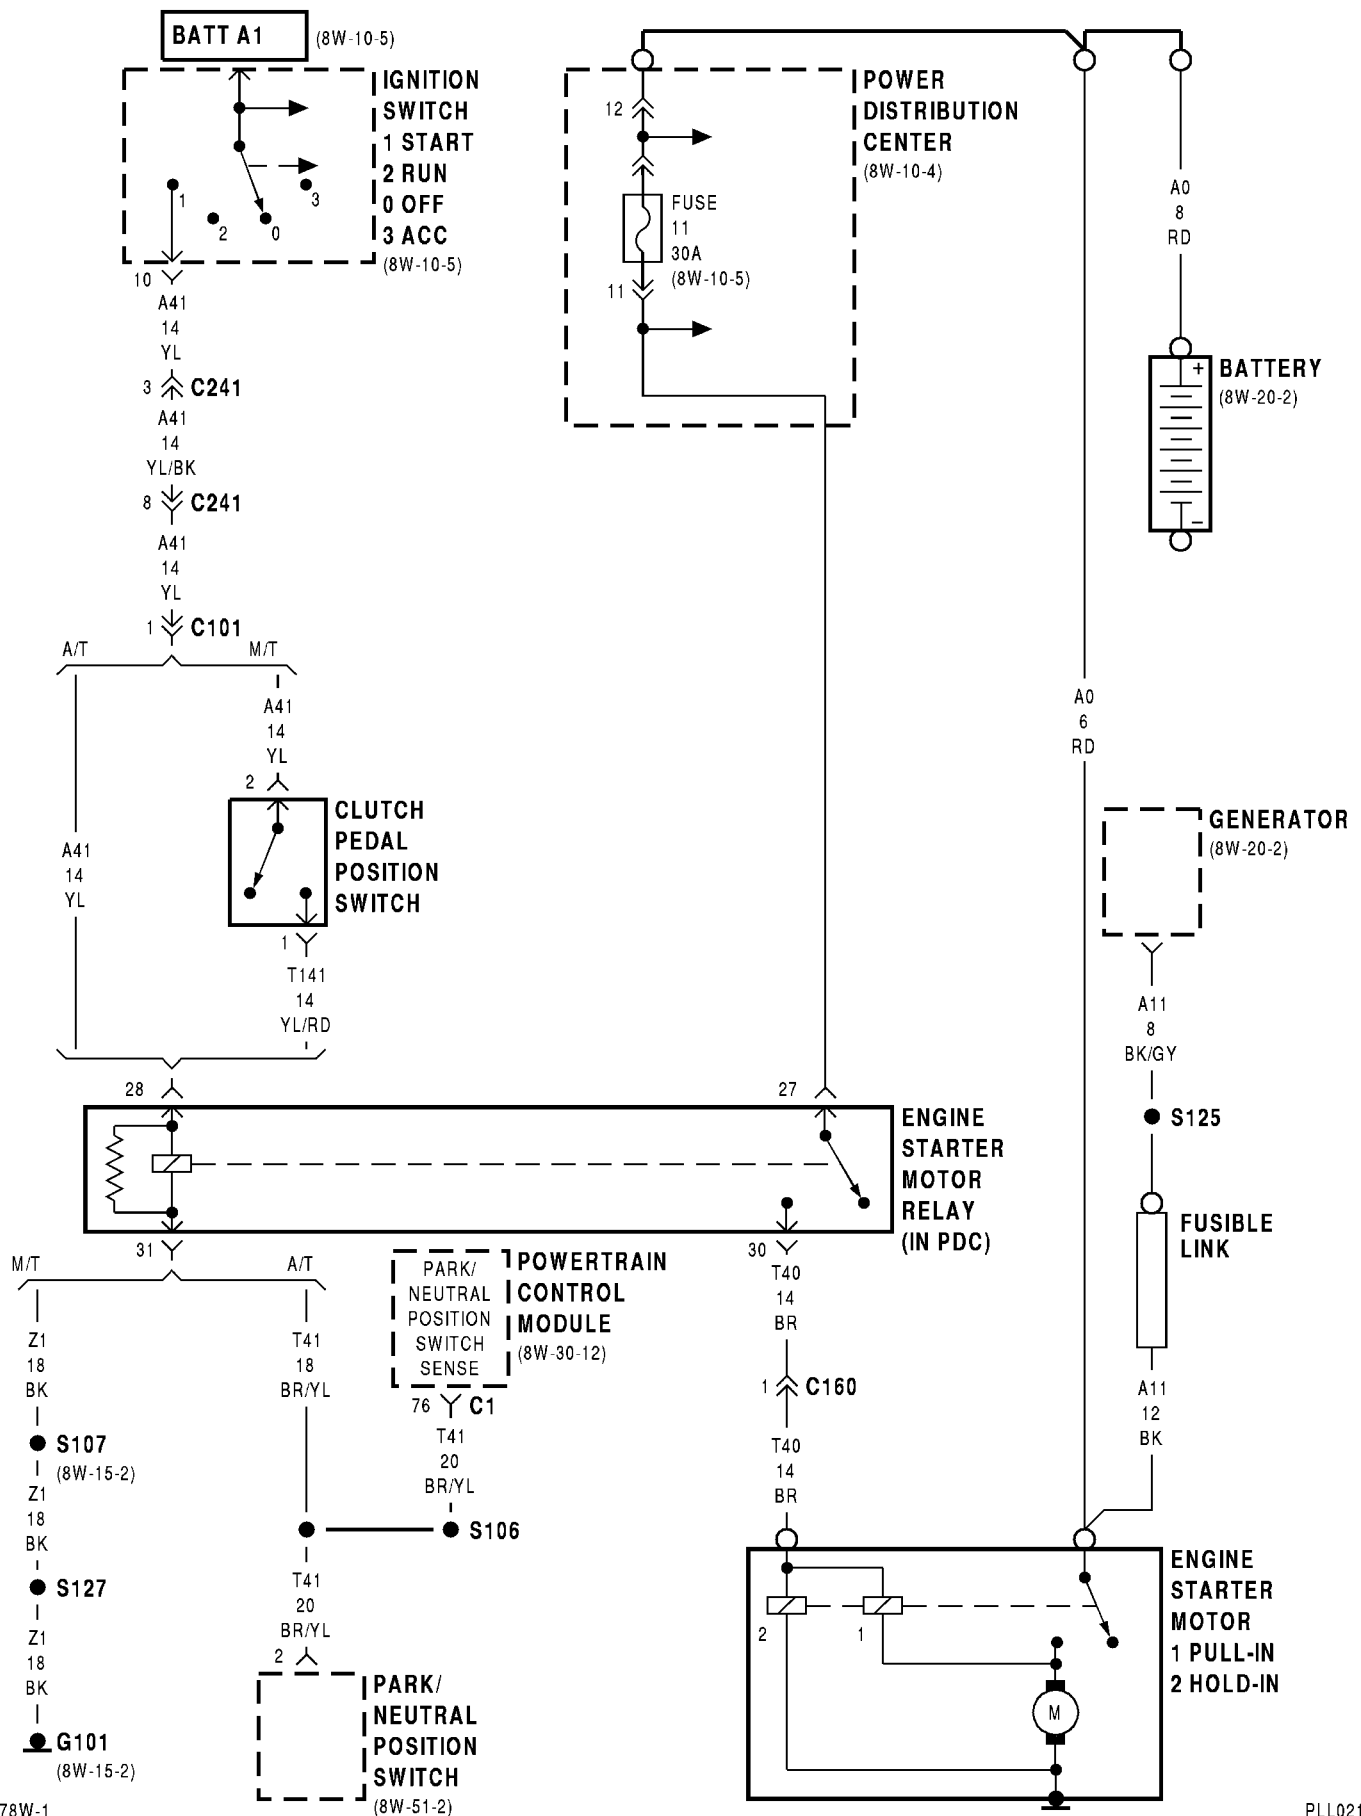 BATT A1
(8W-10-5)
IGNITION
SWITCH
1 START
2 RUN
0 OFF
3 ACC
(8W-10-5)
1
2
0
3
10
A41
14
YL
3
C241
A41
14
YL/BK
8
C241
A41
14
YL
1
C101
A/T
M/T
A41
14
YL
A41
14
YL
2
CLUTCH
PEDAL
POSITION
SWITCH
1
T141
14
YL/RD
12
POWER
DISTRIBUTION
CENTER
(8W-10-4)
FUSE
11
30A
(8W-10-5)
11
A0
8
RD
+
BATTERY
(8W-20-2)
–
A0
6
RD
GENERATOR
(8W-20-2)
A11
8
BK/GY
S125
FUSIBLE
LINK
A11
12
BK
28
27
ENGINE
STARTER
MOTOR
RELAY
(IN PDC)
31
30
M/T
A/T
Z1
18
BK
S107
(8W-15-2)
Z1
18
BK
S127
Z1
18
BK
G101
(8W-15-2)
T41
18
BR/YL
PARK/
NEUTRAL
POSITION
SWITCH
SENSE
POWERTRAIN
CONTROL
MODULE
(8W-30-12)
76
C1
T41
20
BR/YL
S106
T41
20
BR/YL
2
PARK/
NEUTRAL
POSITION
SWITCH
(8W-51-2)
T40
14
BR
1
C160
T40
14
BR
2
1
M
ENGINE
STARTER
MOTOR
1 PULL-IN
2 HOLD-IN
78W-1
PLL021